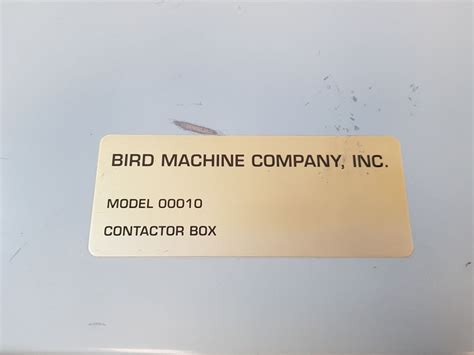 BIRD MACHINE COMPANY, INC.
MODEL 00010
CONTACTOR BOX